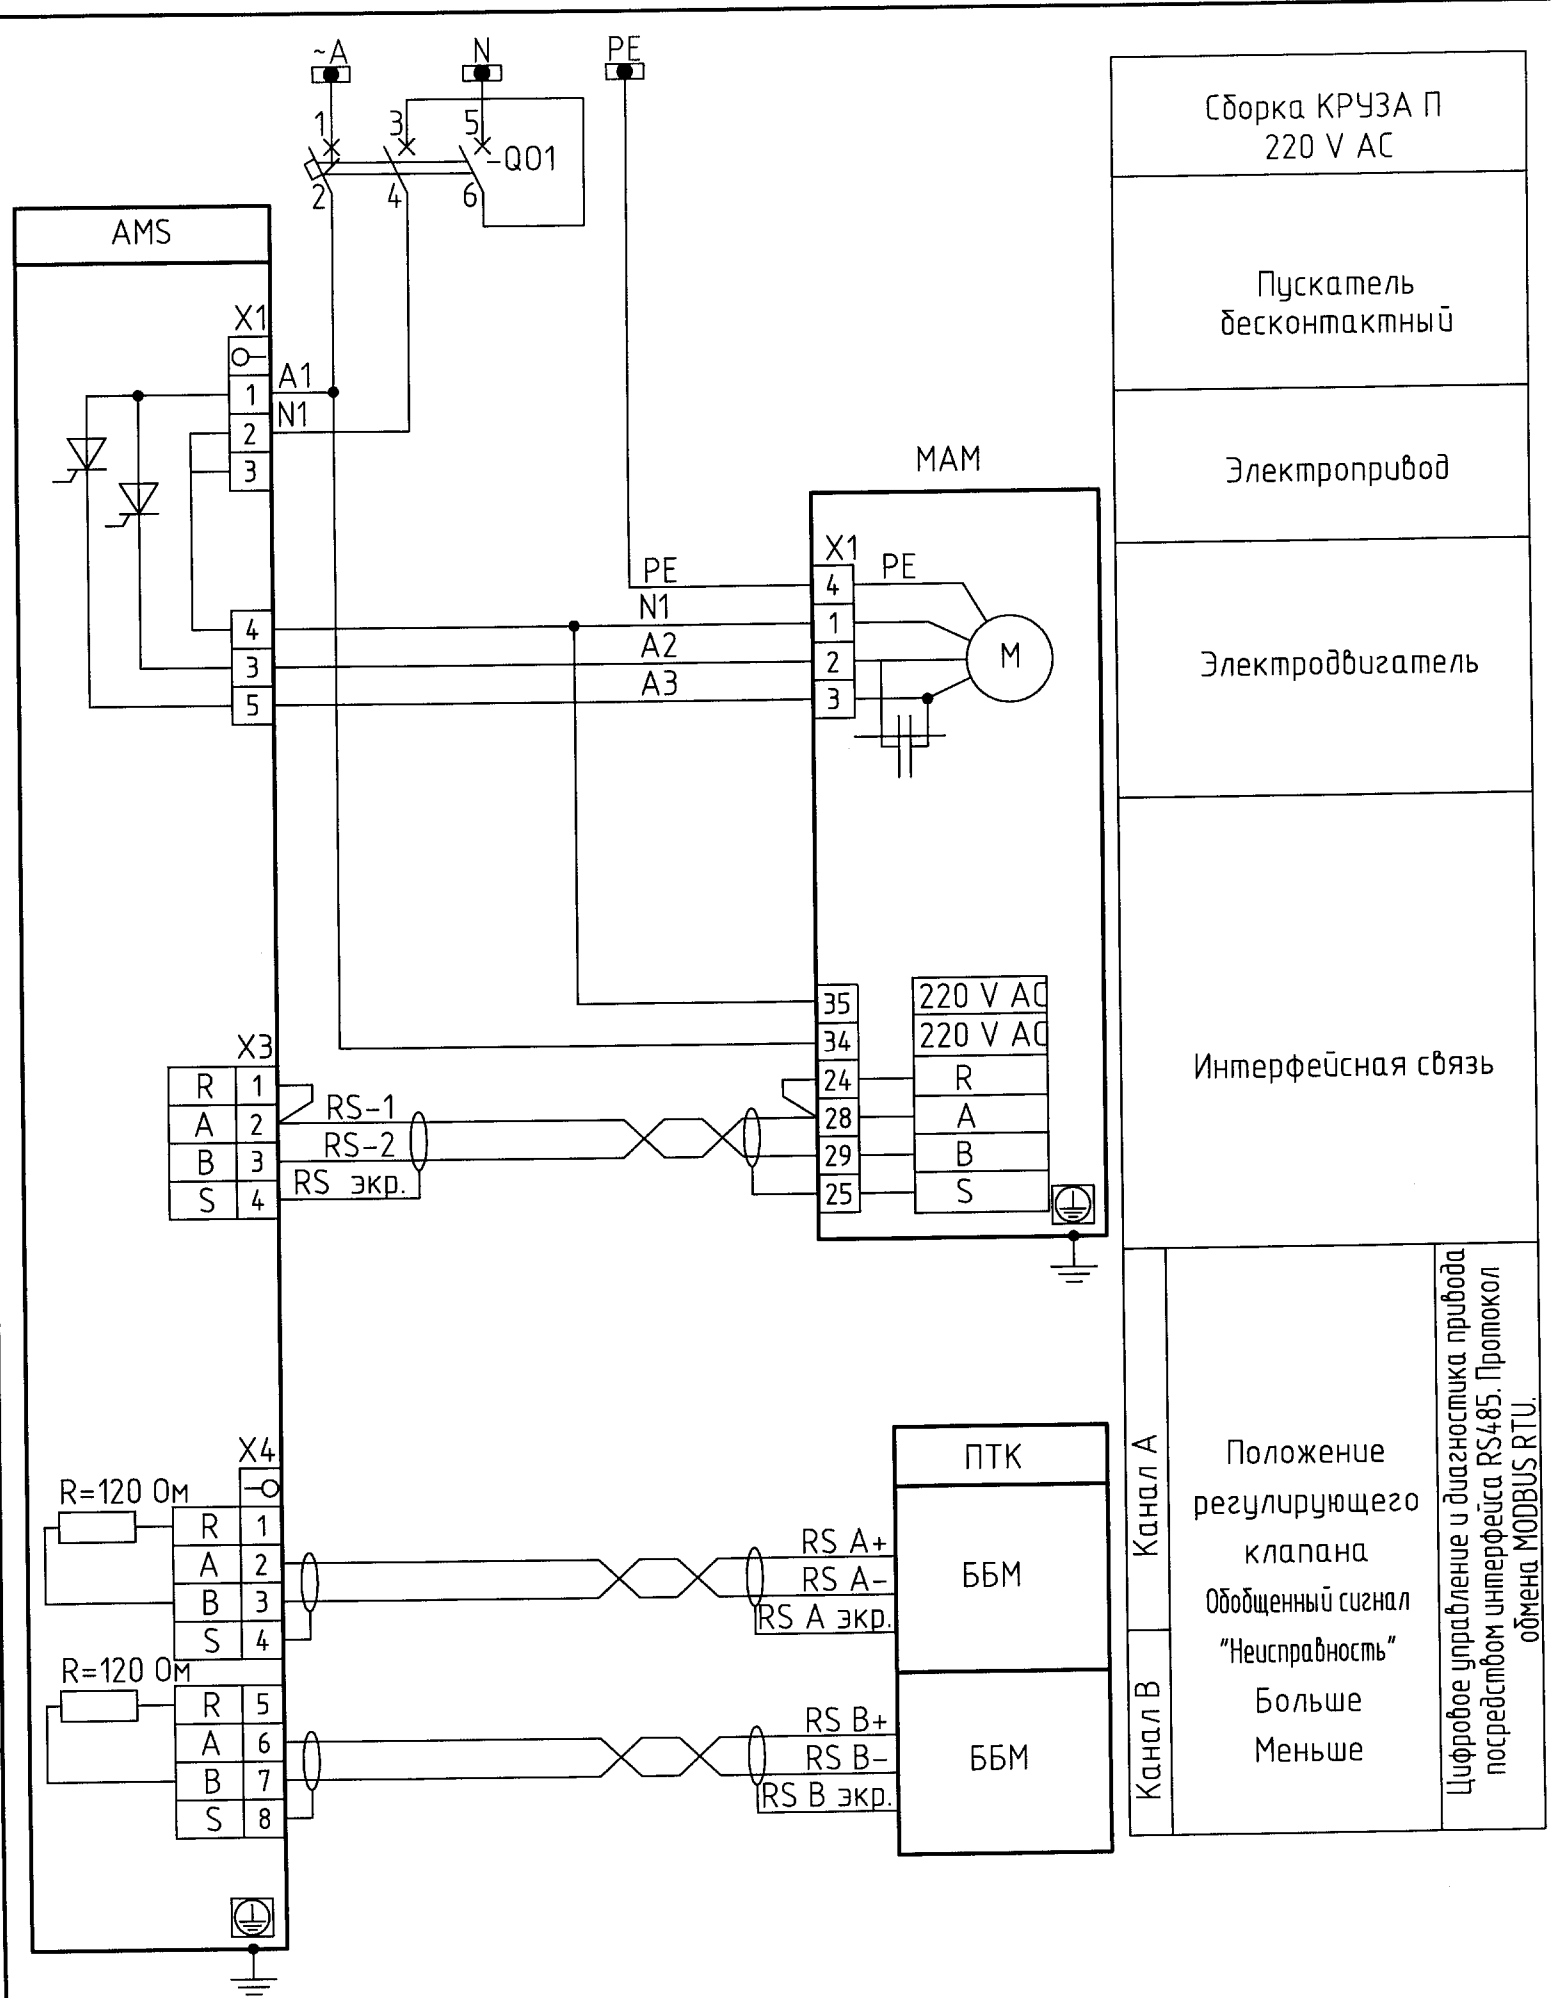 ~A
N
PE
1
3
5
-Q01
2
4
6
AMS
X1
1
A1
2
N1
3
4
3
5
PE
N1
A2
A3
MAM
X1
4
PE
1
2
3
M
35
220 V AC
34
220 V AC
24
R
28
A
29
B
25
S
X3
R 1
A 2
B 3
S 4
RS-1
RS-2
RS экр.
X4
R=120 Ом
R 1
A 2
B 3
S 4
R=120 Ом
R 5
A 6
B 7
S 8
ПТК
RS A+
RS A-
RS A экр.
ББМ
RS B+
RS B-
RS B экр.
ББМ
Сборка КРУЗА П
220 V AC
Пускатель
бесконтактный
Электропривод
Электродвигатель
Интерфейсная связь
Канал А
Канал В
Положение
регулирующего
клапана
Обобщенный сигнал
"Неисправность"
Больше
Меньше
Цифровое управление и диагностика привода
посредством интерфейса RS485. Протокол
обмена MODBUS RTU.